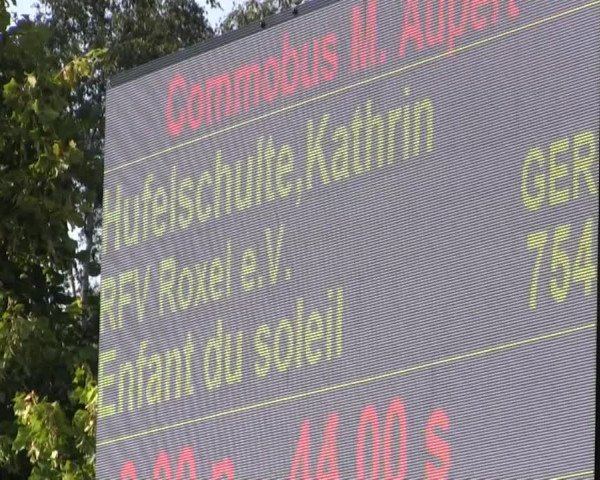 Commobus M. Aupert
Hufelschulte,Kathrin
GER
RFV Roxel e.V.
754
Enfant du soleil
44.00 s